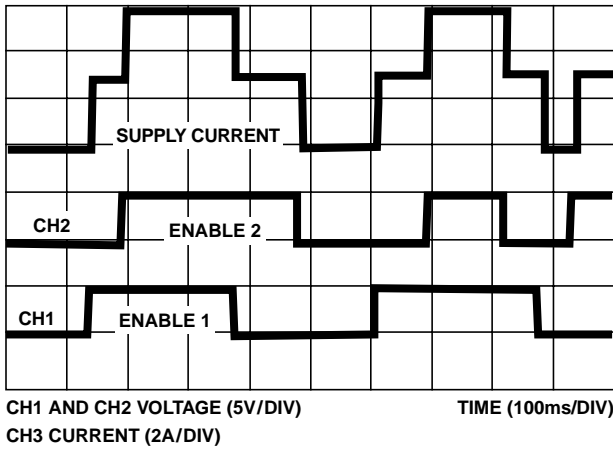 SUPPLY CURRENT
CH2
ENABLE 2
CH1
ENABLE 1
CH1 AND CH2 VOLTAGE (5V/DIV)
TIME (100ms/DIV)
CH3 CURRENT (2A/DIV)